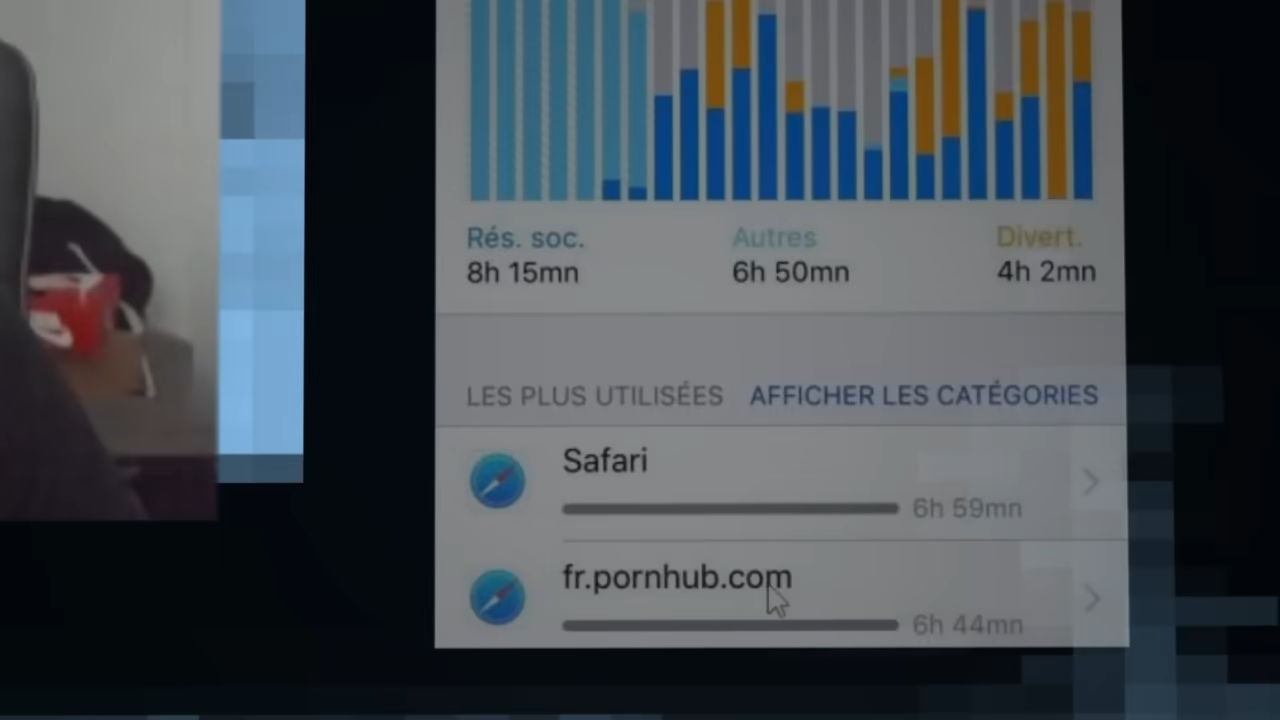 Rés. soc. Autres Divert.
8h 15mn 6h 50mn 4h 2mn
LES PLUS UTILISÉES AFFICHER LES CATÉGORIES
Safari
6h 59mn
fr.pornhub.com
6h 44mn